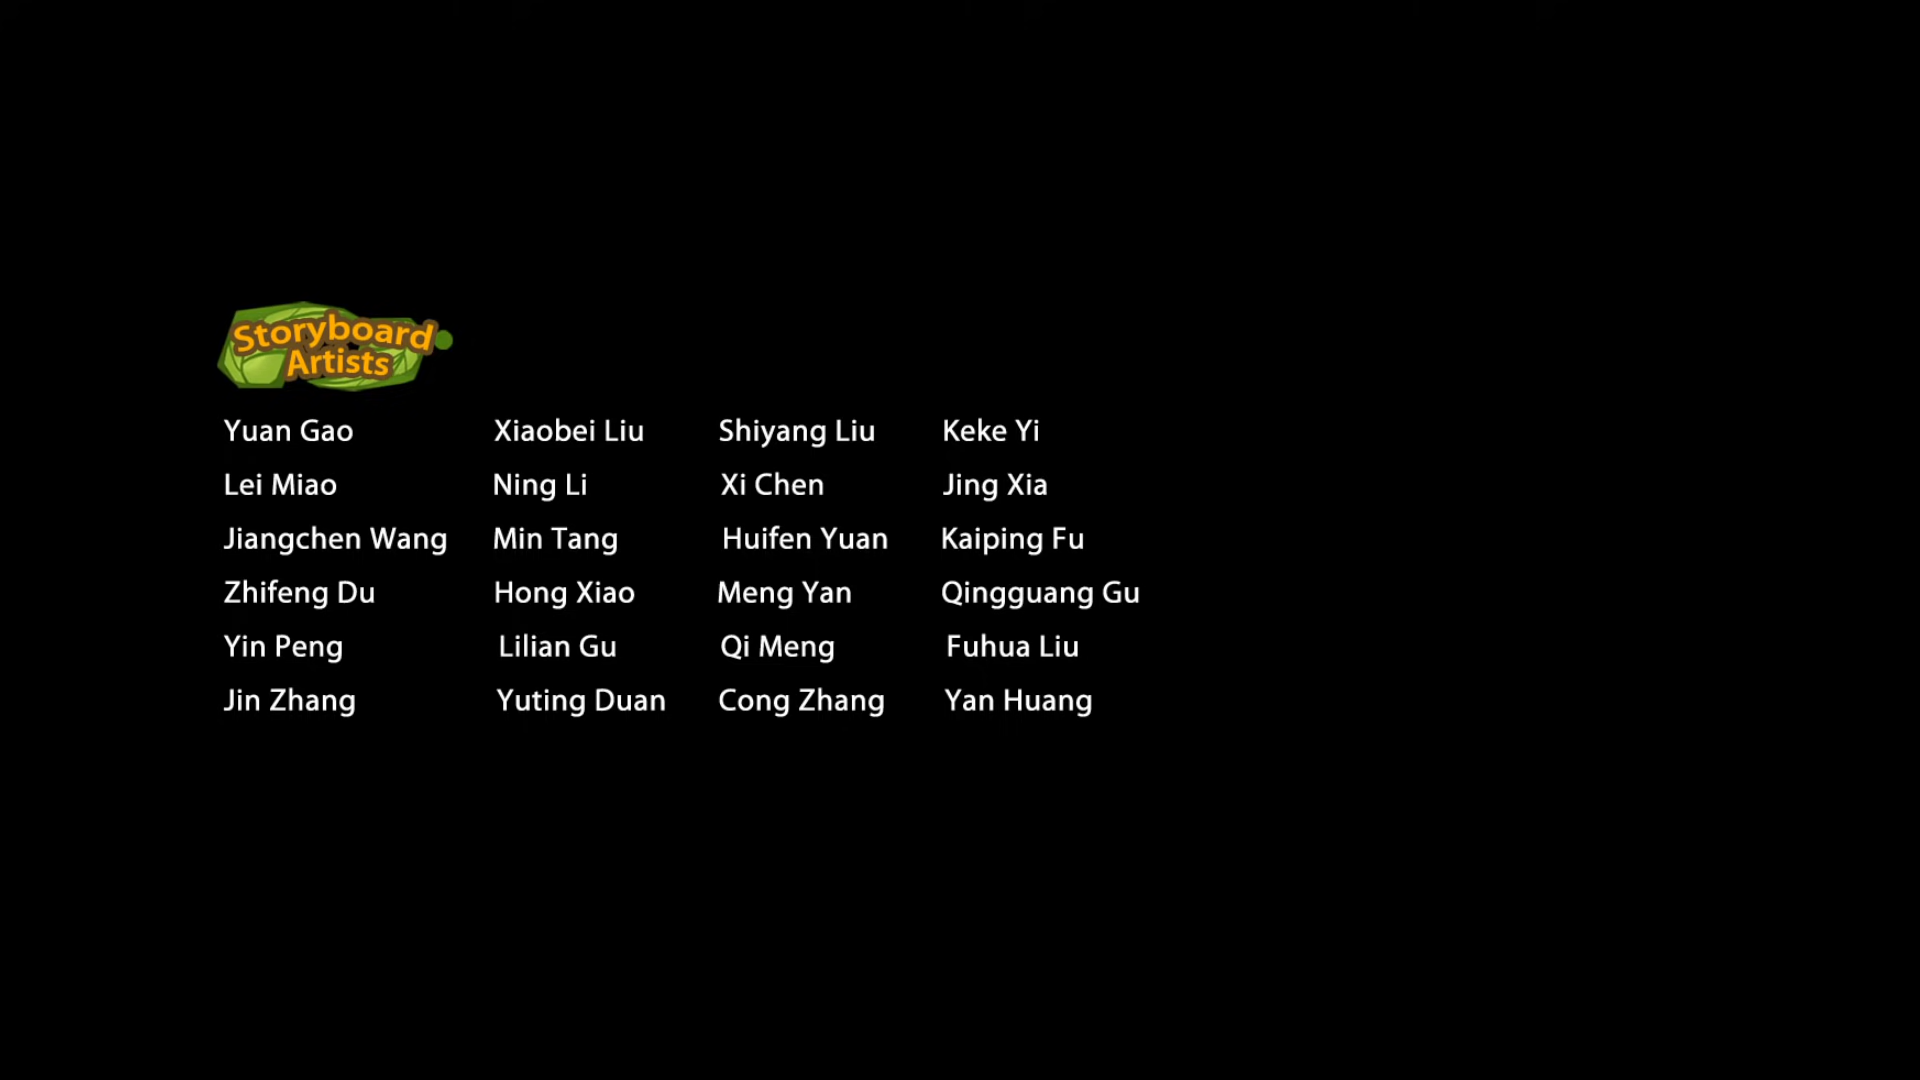 Storyboard
Artists
Yuan Gao Xiaobei Liu Shiyang Liu Keke Yi
Lei Miao Ning Li Xi Chen Jing Xia
Jiangchen Wang Min Tang Huifen Yuan Kaiping Fu
Zhifeng Du Hong Xiao Meng Yan Qingguang Gu
Yin Peng Lilian Gu Qi Meng Fuhua Liu
Jin Zhang Yuting Duan Cong Zhang Yan Huang